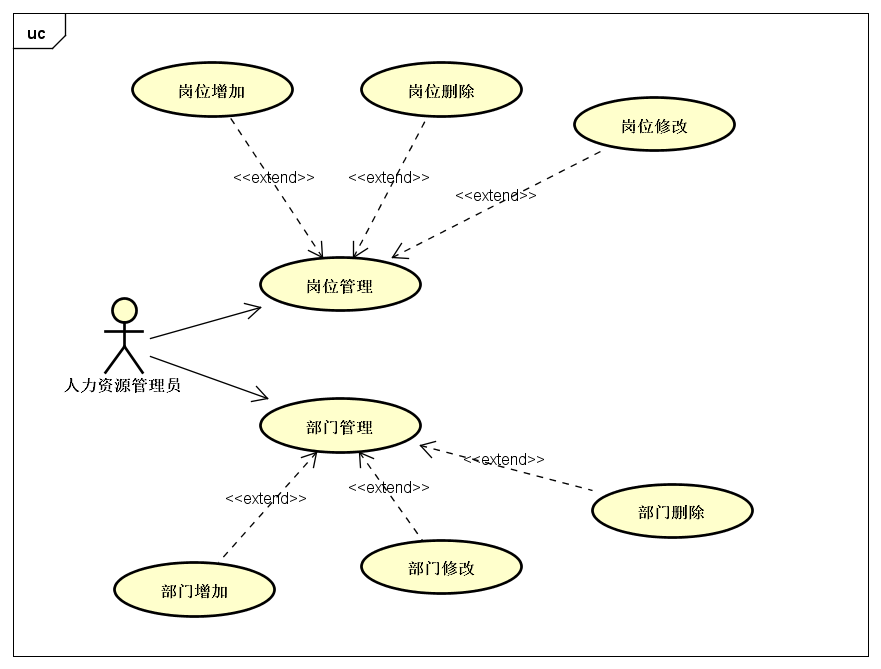 uc
岗位增加
岗位删除
岗位修改
<<extend>>
<<extend>>
<<extend>>
岗位管理
人力资源管理员
部门管理
<<extend>>
<<extend>>
<<extend>>
部门删除
部门修改
部门增加